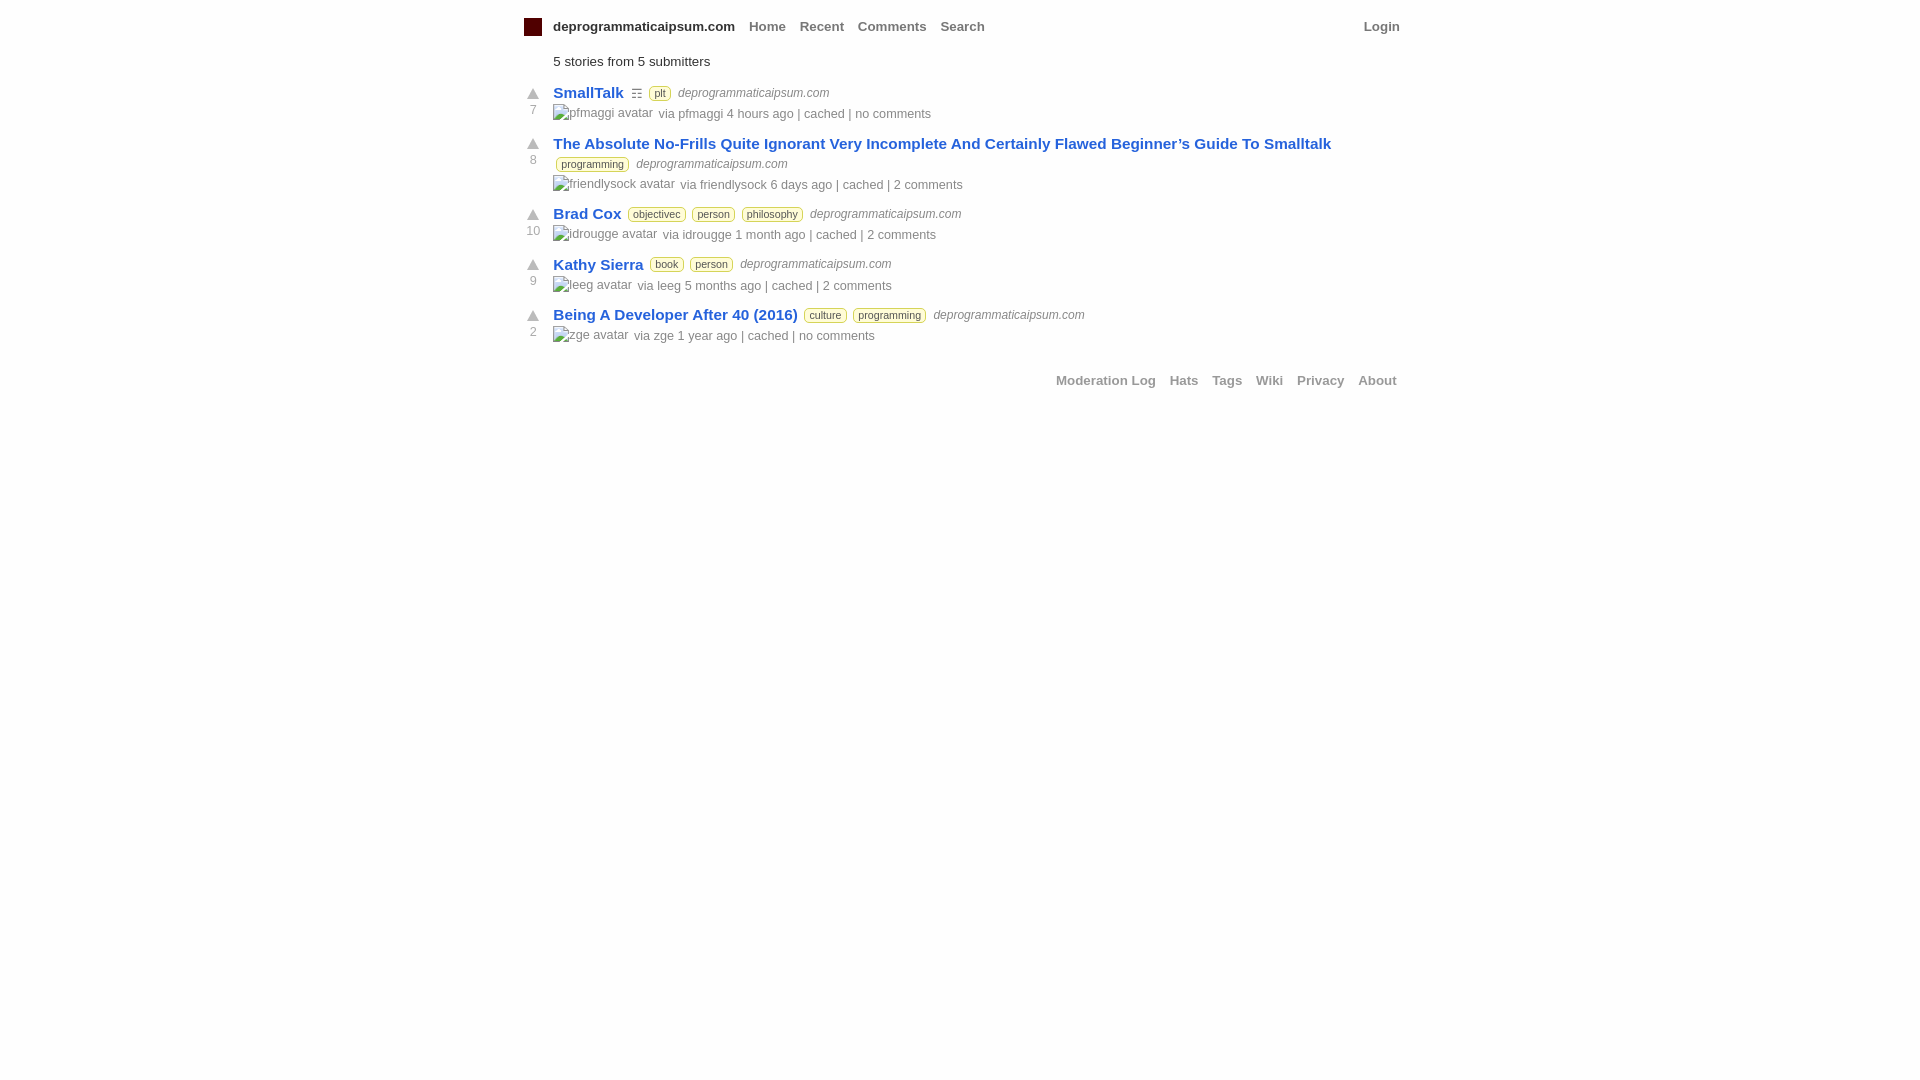 deprogrammaticaipsum.com Home Recent Comments Search Login
5 stories from 5 submitters
SmallTalk ☶ plt deprogrammaticaipsum.com
7
pfmaggi avatar via pfmaggi 4 hours ago | cached | no comments
The Absolute No-Frills Quite Ignorant Very Incomplete And Certainly Flawed Beginner’s Guide To Smalltalk
8
programming deprogrammaticaipsum.com
friendlysock avatar via friendlysock 6 days ago | cached | 2 comments
Brad Cox objectivec person philosophy deprogrammaticaipsum.com
10
idrougge avatar via idrougge 1 month ago | cached | 2 comments
Kathy Sierra book person deprogrammaticaipsum.com
9
leeg avatar via leeg 5 months ago | cached | 2 comments
Being A Developer After 40 (2016) culture programming deprogrammaticaipsum.com
2
zge avatar via zge 1 year ago | cached | no comments
Moderation Log Hats Tags Wiki Privacy About